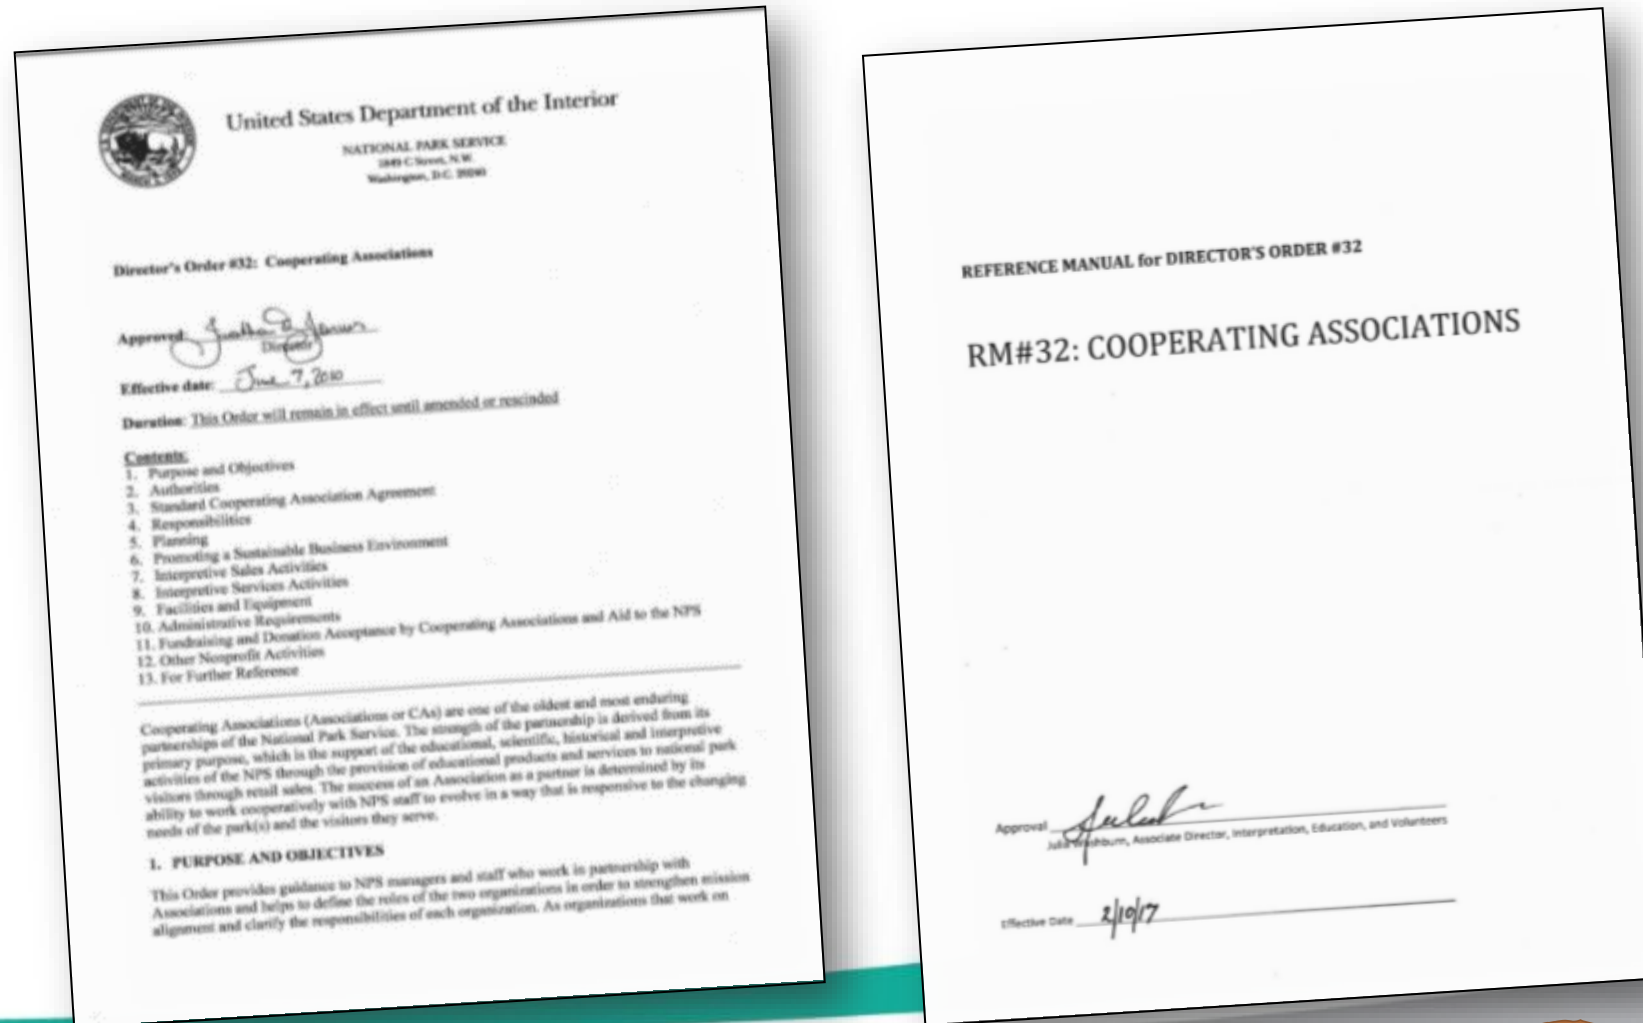 United States Department of the Interior
NATIONAL PARK SERVICE
1849 C Street, N.W.
Washington, D.C. 20240
Director's Order #32: Cooperating Associations
Approved:
Director
Effective date: June 7, 2010
Duration: This Order will remain in effect until amended or rescinded
Contents:
1. Purpose and Objectives
2. Authorities
3. Standard Cooperating Association Agreement
4. Responsibilities
5. Planning
6. Promoting a Sustainable Business Environment
7. Interpretive Sales Activities
8. Interpretive Services Activities
9. Facilities and Equipment
10. Administrative Requirements
11. Fundraising and Donation Acceptance by Cooperating Associations and Aid to the NPS
12. Other Nonprofit Activities
13. For Further Reference
Cooperating Associations (Associations or CAs) are one of the oldest and most enduring
partnerships of the National Park Service. The strength of the partnership is derived from its
primary purpose, which is the support of the educational, scientific, historical and interpretive
activities of the NPS through the provision of educational products and services to national park
visitors through retail sales. The success of an Association as a partner is determined by its
ability to work cooperatively with NPS staff to evolve in a way that is responsive to the changing
needs of the park(s) and the visitors they serve.
1. PURPOSE AND OBJECTIVES
This Order provides guidance to NPS managers and staff who work in partnership with
Associations and helps to define the roles of the two organizations in order to strengthen mission
alignment and clarify the responsibilities of each organization. As organizations that work on
REFERENCE MANUAL for DIRECTOR'S ORDER #32
RM#32: COOPERATING ASSOCIATIONS
Approval
Julia Washburn, Associate Director, Interpretation, Education, and Volunteers
Effective Date 2/10/17